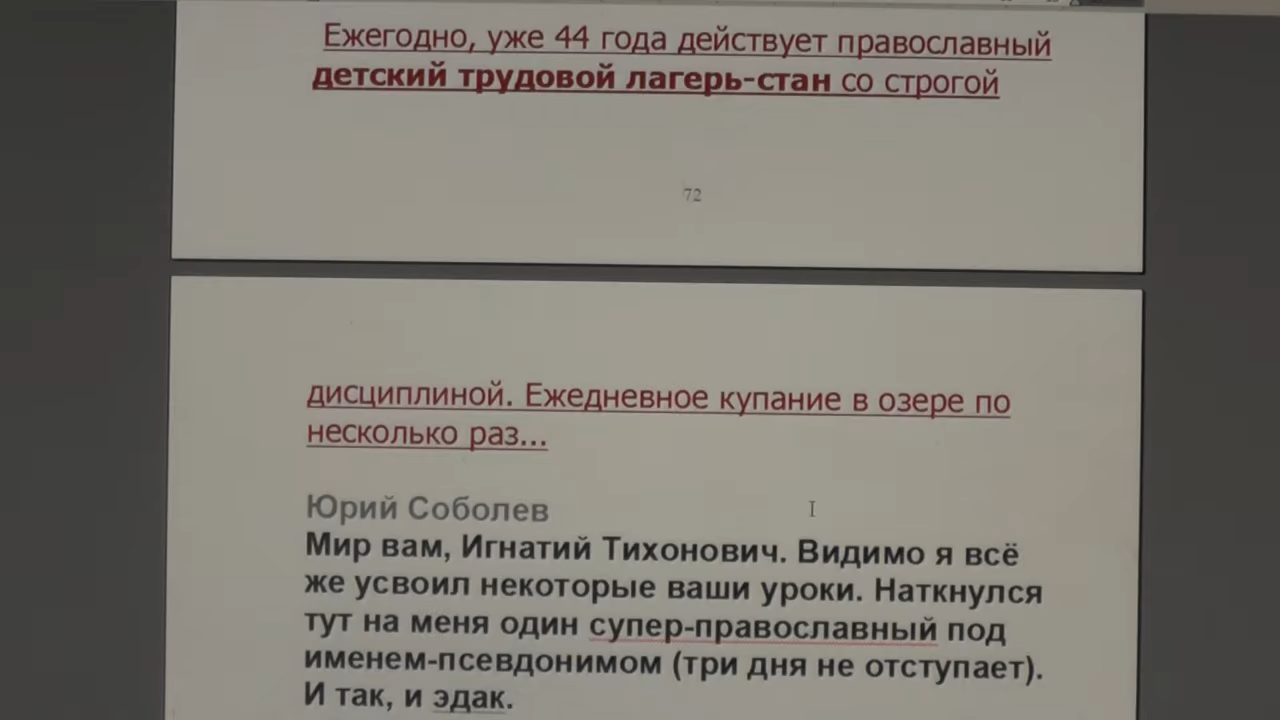 Ежегодно, уже 44 года действует православный
детский трудовой лагерь-стан со строгой
72
дисциплиной. Ежедневное купание в озере по
несколько раз...
Юрий Соболев
Мир вам, Игнатий Тихонович. Видимо я всё
же усвоил некоторые ваши уроки. Наткнулся
тут на меня один супер-православный под
именем-псевдонимом (три дня не отступает).
И так, и эдак.